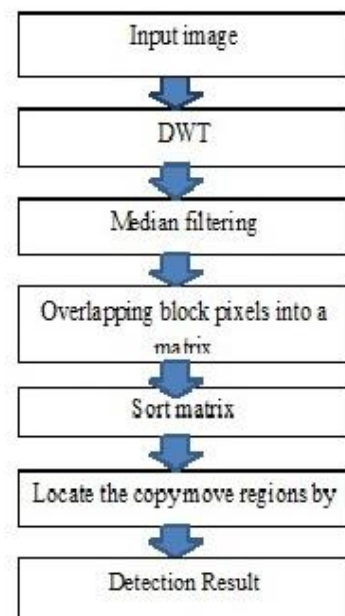 Input image
DWT
Median filtering
Overlapping block pixels into a
matrix
Sort matrix
Locate the copymove regions by
Detection Result